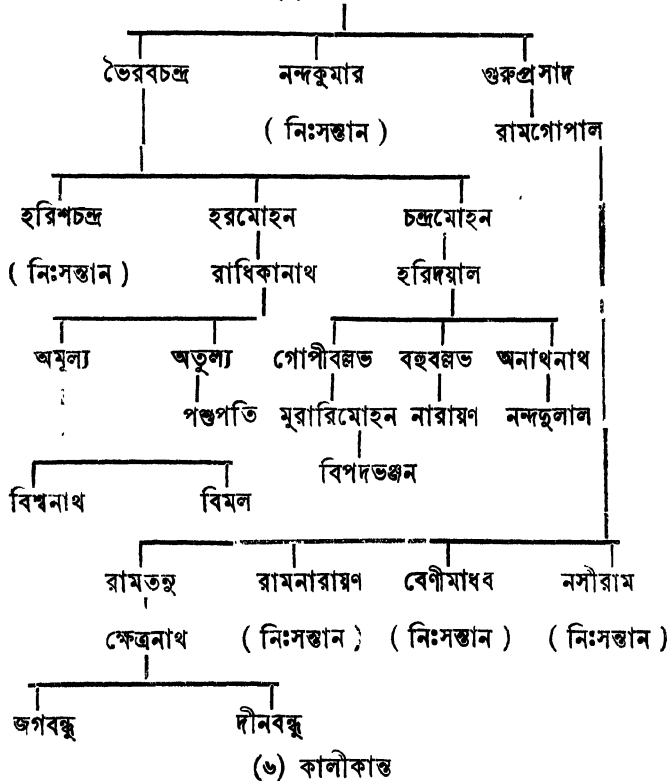 ভৈরবচন্দ্র নন্দকুমার গুরুপ্রসাদ
( নিঃসন্তান ) রামগোপাল
হরিশচন্দ্র হরমোহন চন্দ্রমোহন
( নিঃসন্তান ) রাধিকানাথ হরিদয়াল
অমূল্য অতুল্য গোপীবল্লভ বহুবল্লভ অনাথনাথ
পশুপতি মুরারিমোহন নারায়ণ নন্দদুলাল
বিপদভঞ্জন
বিশ্বনাথ বিমল
রামতনু রামনারায়ণ বেণীমাধব নসীরাম
ক্ষেত্রনাথ ( নিঃসন্তান ) ( নিঃসন্তান ) ( নিঃসন্তান )
জগবন্ধু দীনবন্ধু
(৬) কালীকান্ত